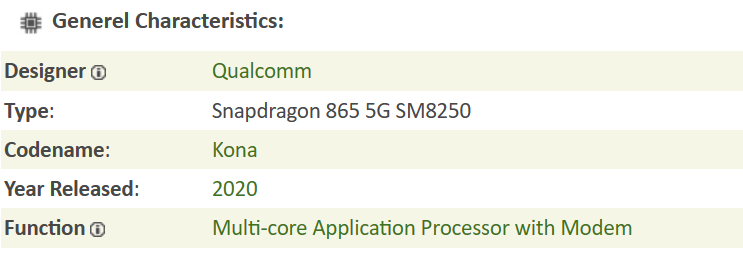 Generel Characteristics:
Designer Qualcomm
Type: Snapdragon 865 5G SM8250
Codename: Kona
Year Released: 2020
Function Multi-core Application Processor with Modem